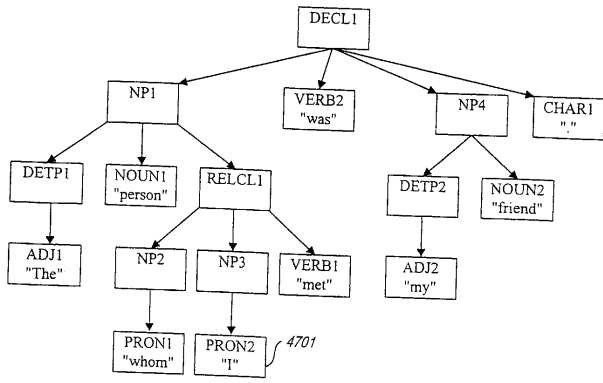 DECL1
NP1
VERB2
"was"
NP4
CHAR1
"."
DETP1
NOUN1
"person"
RELCL1
DETP2
NOUN2
"friend"
ADJ1
"The"
NP2
NP3
VERB1
"met"
ADJ2
"my"
PRON1
"whom"
PRON2
"I"
4701